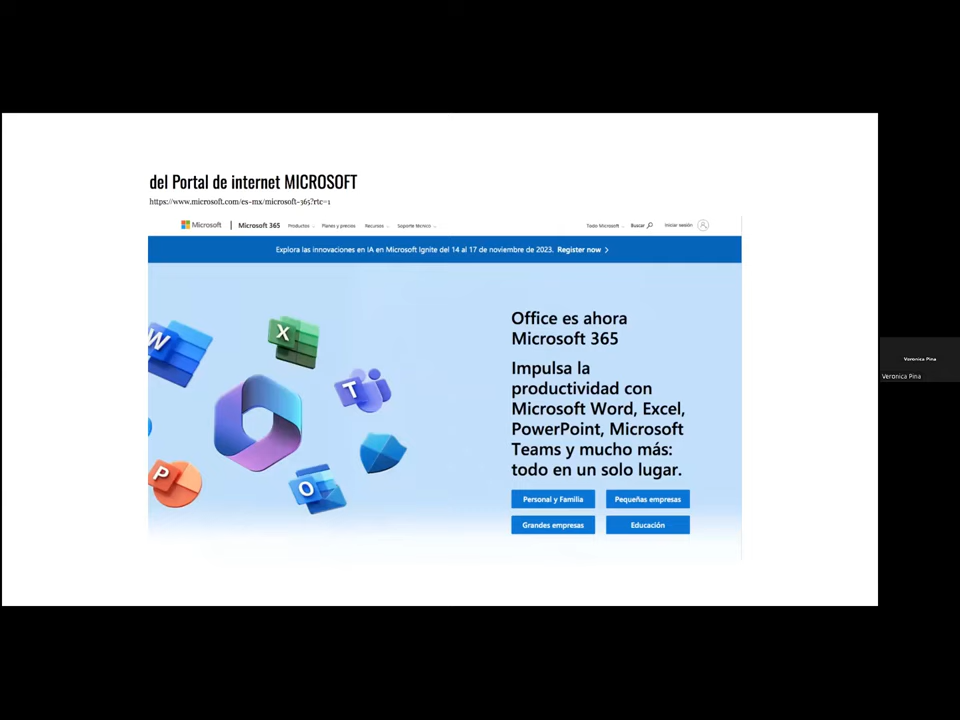 del Portal de internet MICROSOFT
https://www.microsoft.com/es-mx/microsoft-365?rtc=1
Microsoft | Microsoft 365 Productos Planes y precios Recursos Soporte técnico Todo Microsoft Buscar Iniciar sesión
Explora las innovaciones en IA en Microsoft Ignite del 14 al 17 de noviembre de 2023. Register now >
Office es ahora
Microsoft 365
Impulsa la
productividad con
Microsoft Word, Excel,
PowerPoint, Microsoft
Teams y mucho más:
todo en un solo lugar.
Personal y Familia Pequeñas empresas
Grandes empresas Educación
W
X
T
P
O
Veronica Pina
Veronica Pina